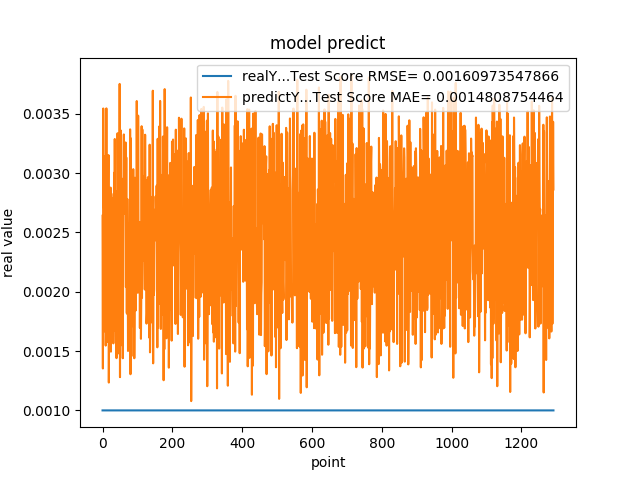 model predict
realY...Test Score RMSE= 0.00160973547866
predictY...Test Score MAE= 0.0014808754464
real value
0.0035
0.0030
0.0025
0.0020
0.0015
0.0010
0
200
400
600
800
1000
1200
point